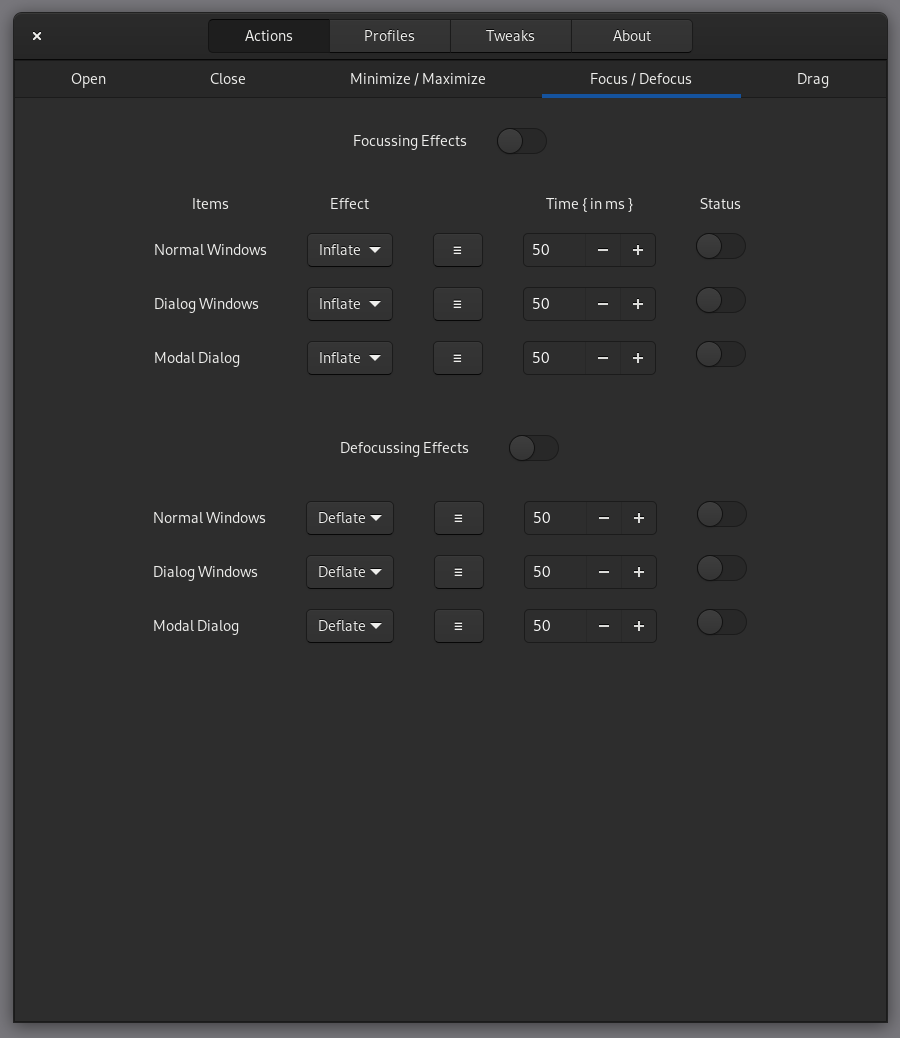 Actions Profiles Tweaks About
Open Close Minimize / Maximize Focus / Defocus Drag
Focussing Effects
Items Effect Time { in ms } Status
Normal Windows Inflate 50
Dialog Windows Inflate 50
Modal Dialog Inflate 50
Defocussing Effects
Normal Windows Deflate 50
Dialog Windows Deflate 50
Modal Dialog Deflate 50